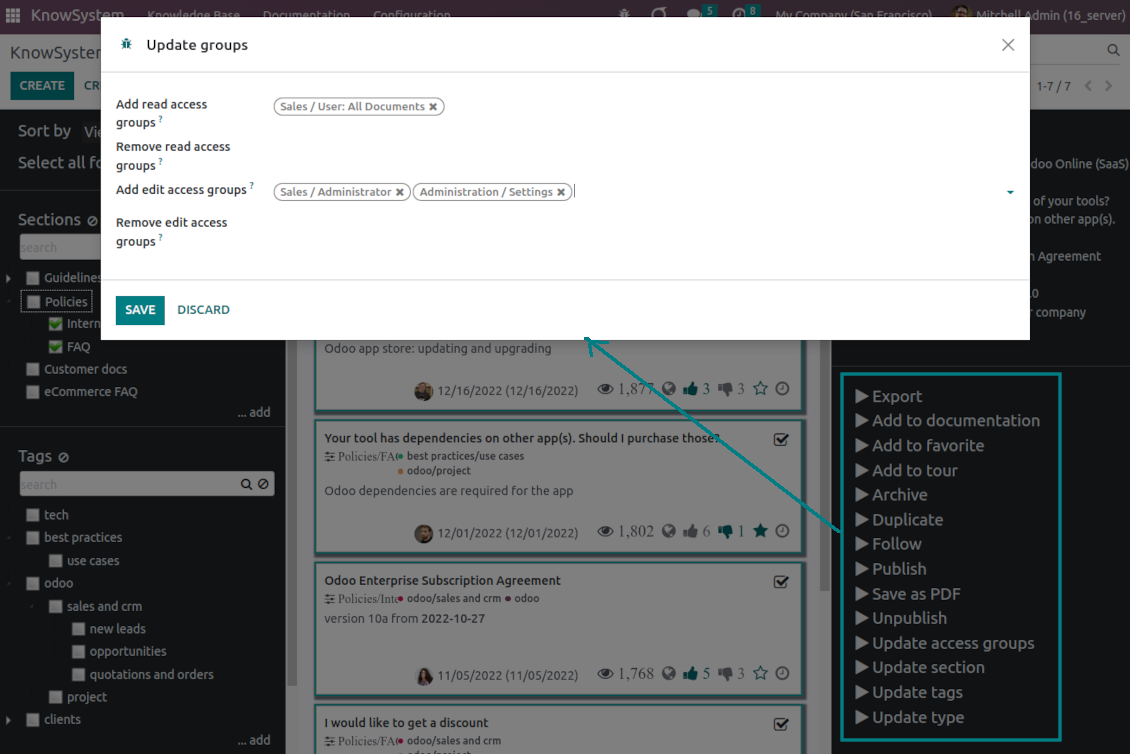 KnowSystem Knowledge Base Documentation Configuration 5 8 My Company (San Francisco) Mitchell Admin (16_server)
KnowSystem
CREATE CR 1-7 / 7
Update groups
Add read access groups ? Sales / User: All Documents
Remove read access groups ?
Add edit access groups ? Sales / Administrator Administration / Settings
Remove edit access groups ?
SAVE DISCARD
Sort by Vie
Select all fo
Sections
search
Guidelines
Policies
Intern
FAQ
Customer docs
eCommerce FAQ
... add
Tags
search
tech
best practices
use cases
odoo
sales and crm
new leads
opportunities
quotations and orders
project
clients
... add
Odoo app store: updating and upgrading
12/16/2022 (12/16/2022) 1,877 3 3
Your tool has dependencies on other app(s). Should I purchase those?
Policies/FA best practices/use cases
odoo/project
Odoo dependencies are required for the app
12/01/2022 (12/01/2022) 1,802 6 1
Odoo Enterprise Subscription Agreement
Policies/Inte odoo/sales and crm odoo
version 10a from 2022-10-27
11/05/2022 (11/05/2022) 1,768 5 3
I would like to get a discount
Policies/FA odoo/sales and crm
odoo/project
doo Online (SaaS)
of your tools?
on other app(s).
n Agreement
.0
r company
Export
Add to documentation
Add to favorite
Add to tour
Archive
Duplicate
Follow
Publish
Save as PDF
Unpublish
Update access groups
Update section
Update tags
Update type